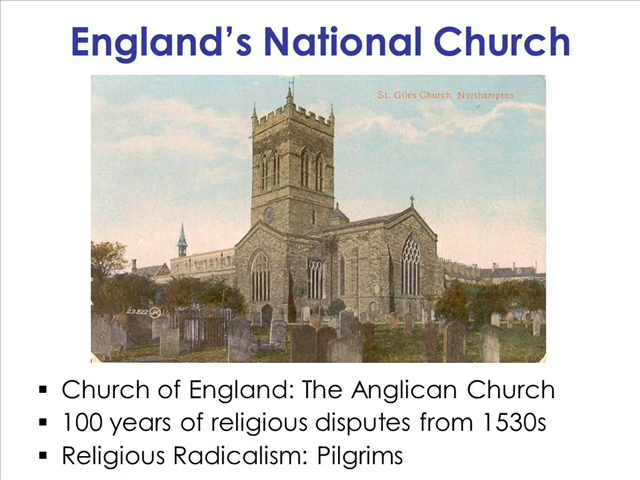 England's National Church
St. Giles Church, Northampton
23522
▪ Church of England: The Anglican Church
▪ 100 years of religious disputes from 1530s
▪ Religious Radicalism: Pilgrims